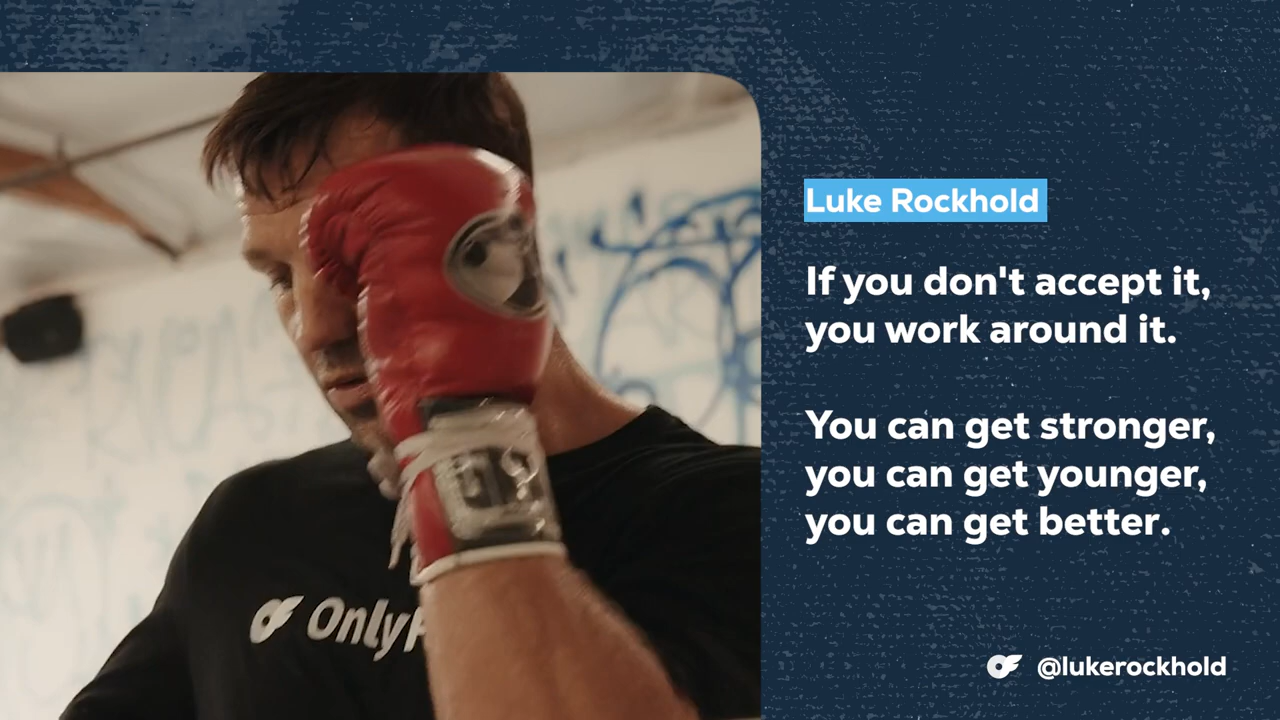 Luke Rockhold
If you don't accept it,
you work around it.
You can get stronger,
you can get younger,
you can get better.
@lukerockhold